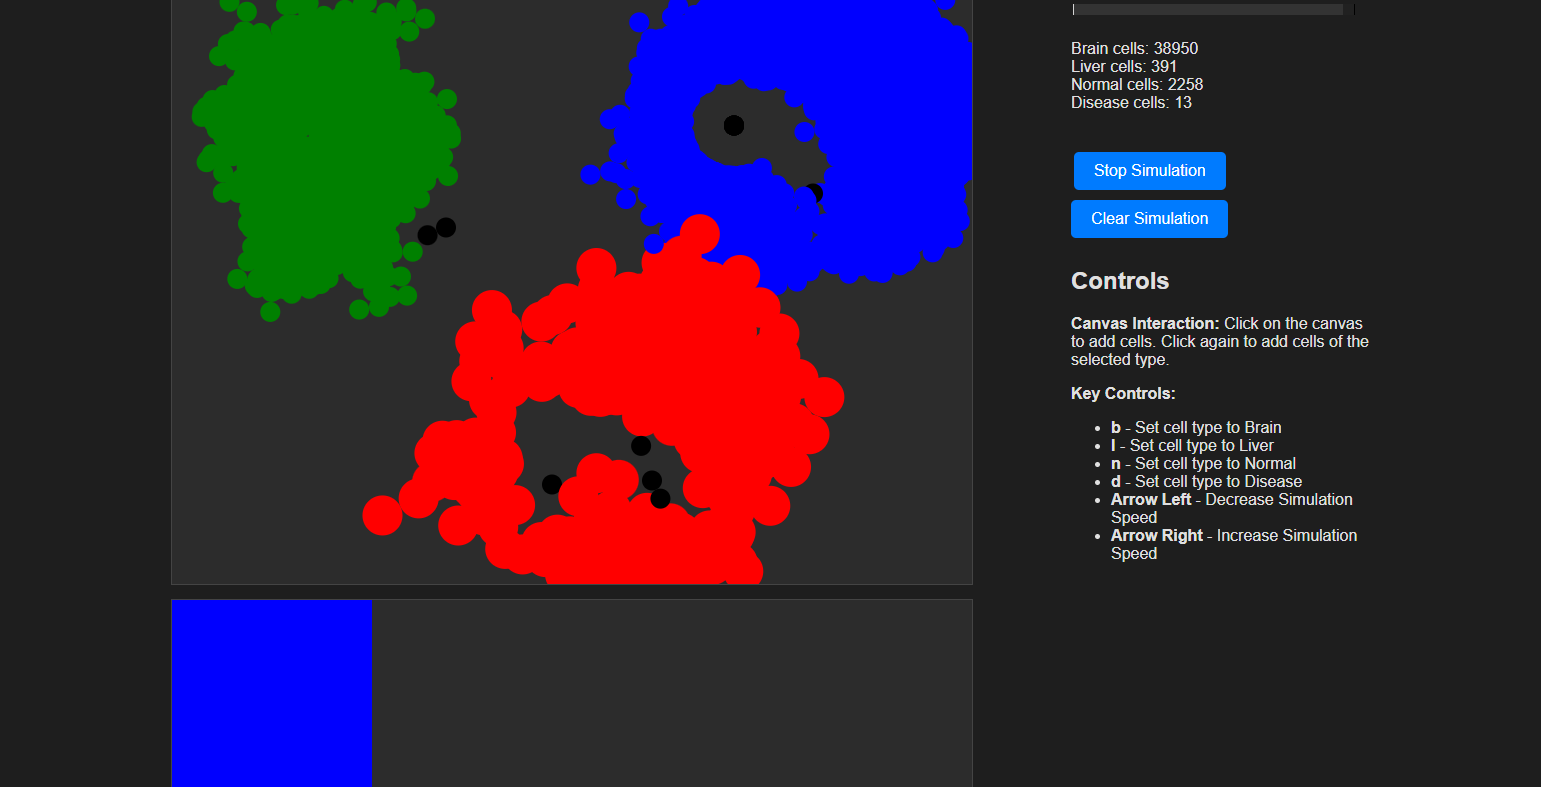 Brain cells: 38950
Liver cells: 391
Normal cells: 2258
Disease cells: 13
Stop Simulation
Clear Simulation
Controls
Canvas Interaction: Click on the canvas
to add cells. Click again to add cells of the
selected type.
Key Controls:
b - Set cell type to Brain
l - Set cell type to Liver
n - Set cell type to Normal
d - Set cell type to Disease
Arrow Left - Decrease Simulation
Speed
Arrow Right - Increase Simulation
Speed